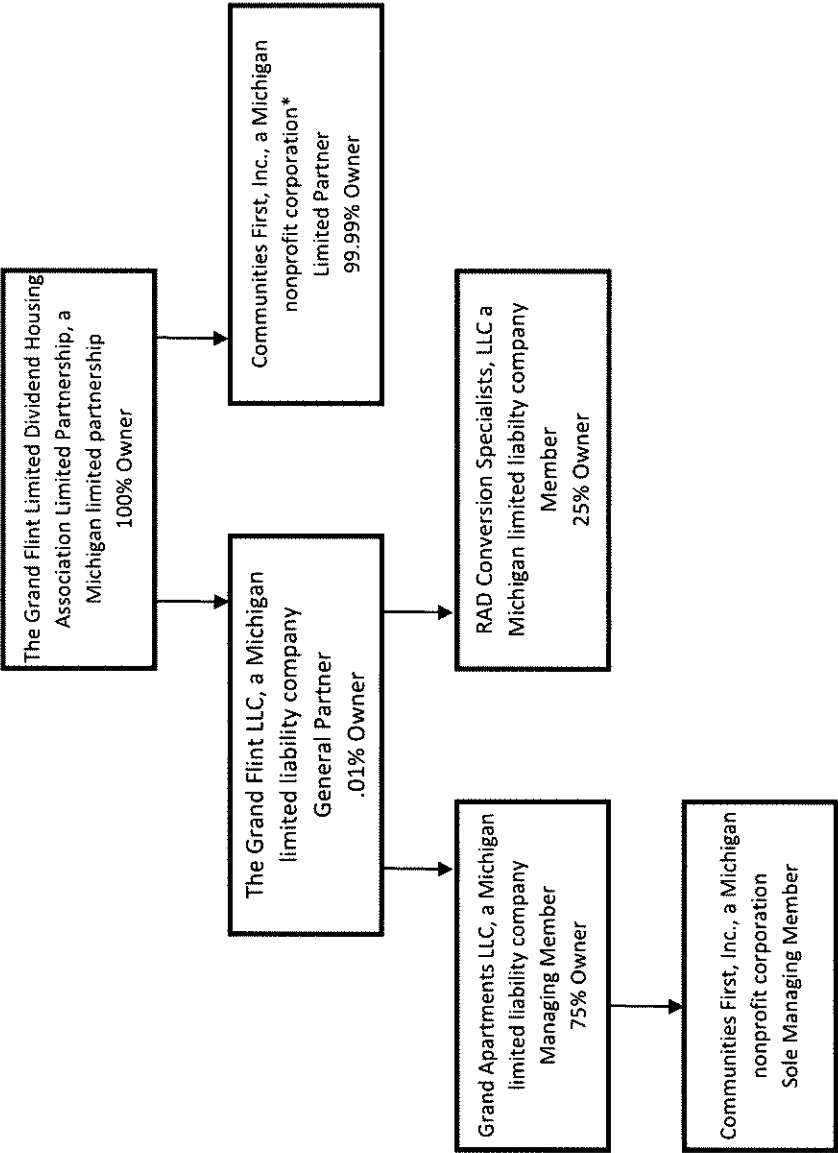 The Grand Flint Limited Dividend Housing
Association Limited Partnership, a
Michigan limited partnership
100% Owner
The Grand Flint LLC, a Michigan
limited liability company
General Partner
.01% Owner
Communities First, Inc., a Michigan
nonprofit corporation*
Limited Partner
99.99% Owner
Grand Apartments LLC, a Michigan
limited liability company
Managing Member
75% Owner
RAD Conversion Specialists, LLC a
Michigan limited liabilty company
Member
25% Owner
Communities First, Inc., a Michigan
nonprofit corporation
Sole Managing Member